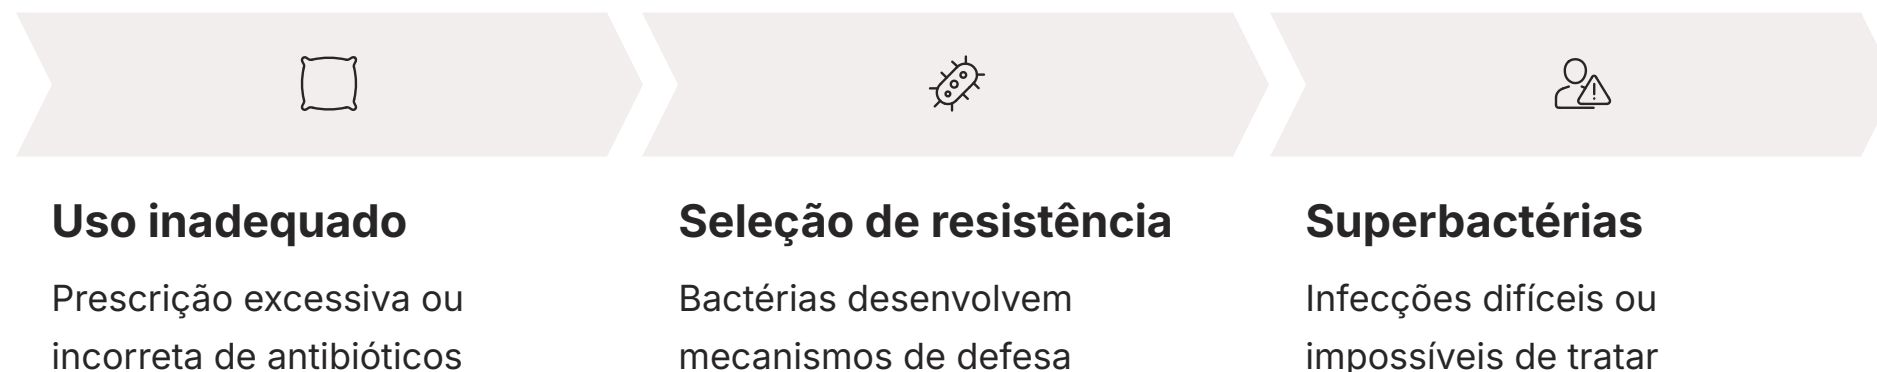 Uso inadequado
Prescrição excessiva ou
incorreta de antibióticos
Seleção de resistência
Bactérias desenvolvem
mecanismos de defesa
Superbactérias
Infecções difíceis ou
impossíveis de tratar